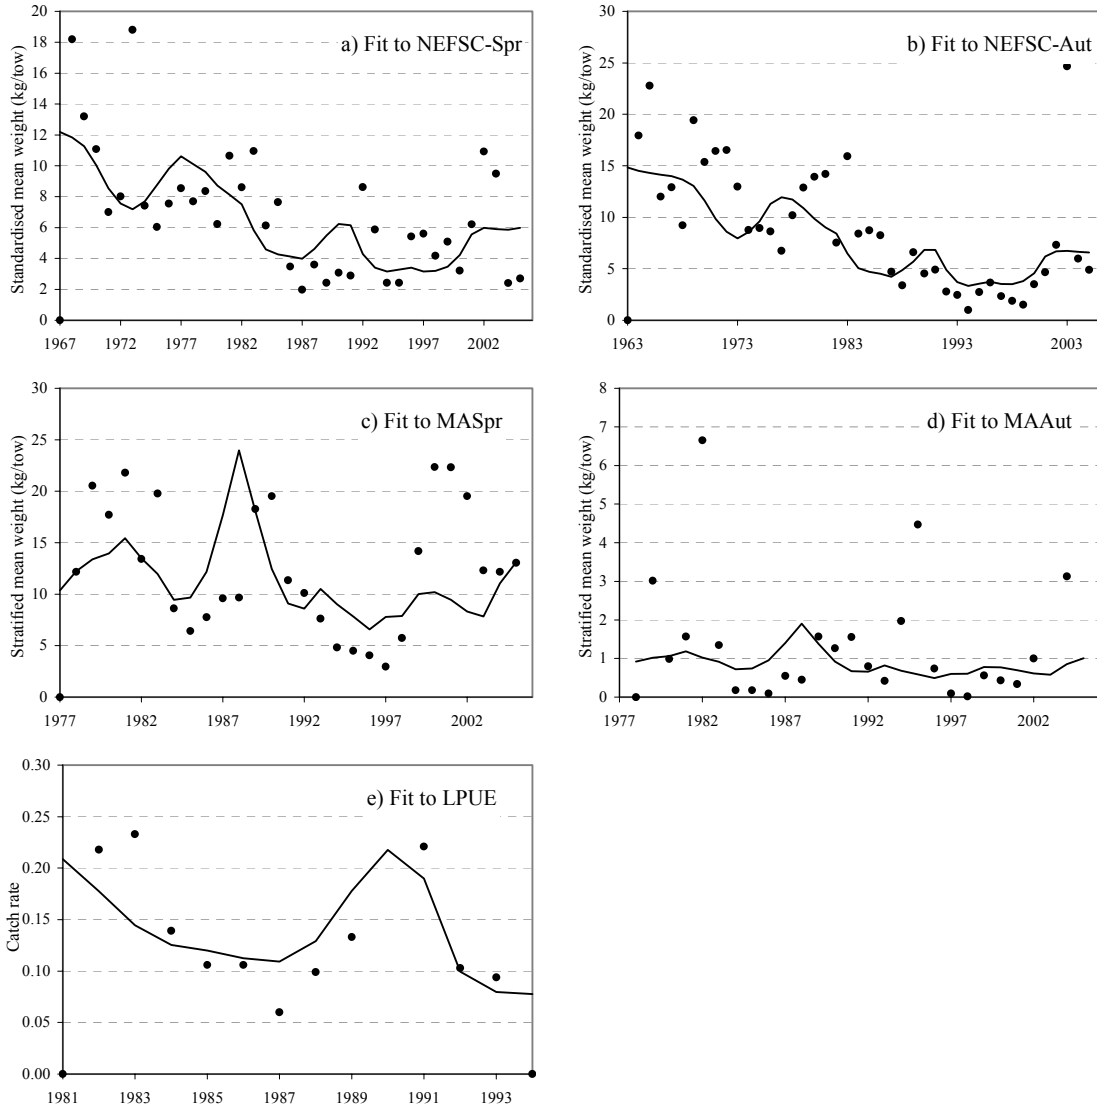 a) Fit to NEFSC-Spr
Standardised mean weight (kg/tow)
20
18
16
14
12
10
8
6
4
2
0
1967 1972 1977 1982 1987 1992 1997 2002
b) Fit to NEFSC-Aut
Standardised mean weight (kg/tow)
30
25
20
15
10
5
0
1963 1973 1983 1993 2003
c) Fit to MASpr
Stratified mean weight (kg/tow)
30
25
20
15
10
5
0
1977 1982 1987 1992 1997 2002
d) Fit to MAAut
Stratified mean weight (kg/tow)
8
7
6
5
4
3
2
1
0
1977 1982 1987 1992 1997 2002
e) Fit to LPUE
Catch rate
0.30
0.25
0.20
0.15
0.10
0.05
0.00
1981 1983 1985 1987 1989 1991 1993